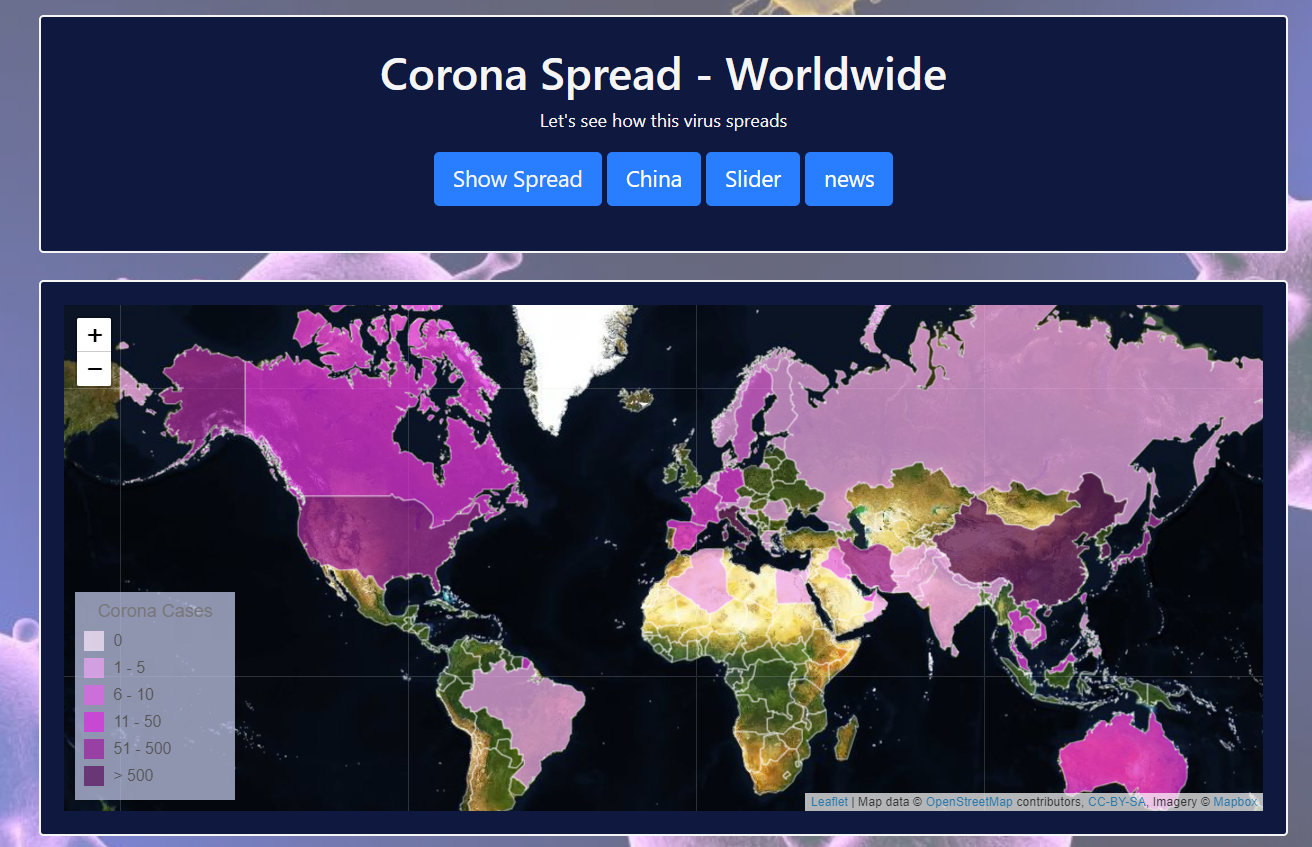 Corona Spread - Worldwide
Let's see how this virus spreads
Show Spread China Slider news
+
−
Corona Cases
0
1 - 5
6 - 10
11 - 50
51 - 500
> 500
Leaflet | Map data © OpenStreetMap contributors, CC-BY-SA, Imagery © Mapbox